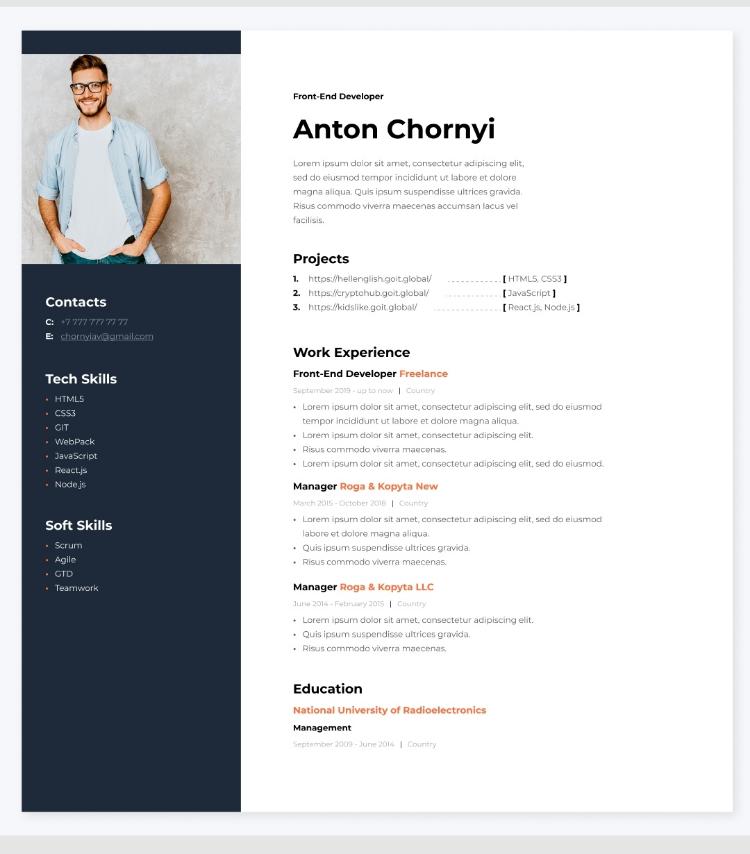 Contacts
C: +7 777 777 77 77
E: chornyiav@gmail.com
Tech Skills
• HTML5
• CSS3
• GIT
• WebPack
• JavaScript
• React.js
• Node.js
Soft Skills
• Scrum
• Agile
• GTD
• Teamwork
Front-End Developer
Anton Chornyi
Lorem ipsum dolor sit amet, consectetur adipiscing elit,
sed do eiusmod tempor incididunt ut labore et dolore
magna aliqua. Quis ipsum suspendisse ultrices gravida.
Risus commodo viverra maecenas accumsan lacus vel
facilisis.
Projects
1. https://hellenglish.goit.global/ [ HTML5, CSS3 ]
2. https://cryptohub.goit.global/ [ JavaScript ]
3. https://kidslike.goit.global/ [ React.js, Node.js ]
Work Experience
Front-End Developer Freelance
September 2019 - up to now | Country
• Lorem ipsum dolor sit amet, consectetur adipiscing elit, sed do eiusmod
tempor incididunt ut labore et dolore magna aliqua.
• Lorem ipsum dolor sit amet, consectetur adipiscing elit.
• Risus commodo viverra maecenas.
• Lorem ipsum dolor sit amet, consectetur adipiscing elit, sed do eiusmod.
Manager Roga & Kopyta New
March 2015 - October 2018 | Country
• Lorem ipsum dolor sit amet, consectetur adipiscing elit, sed do eiusmod
labore et dolore magna aliqua.
• Quis ipsum suspendisse ultrices gravida.
• Risus commodo viverra maecenas.
Manager Roga & Kopyta LLC
June 2014 - February 2015 | Country
• Lorem ipsum dolor sit amet, consectetur adipiscing elit.
• Quis ipsum suspendisse ultrices gravida.
• Risus commodo viverra maecenas.
Education
National University of Radioelectronics
Management
September 2009 - June 2014 | Country